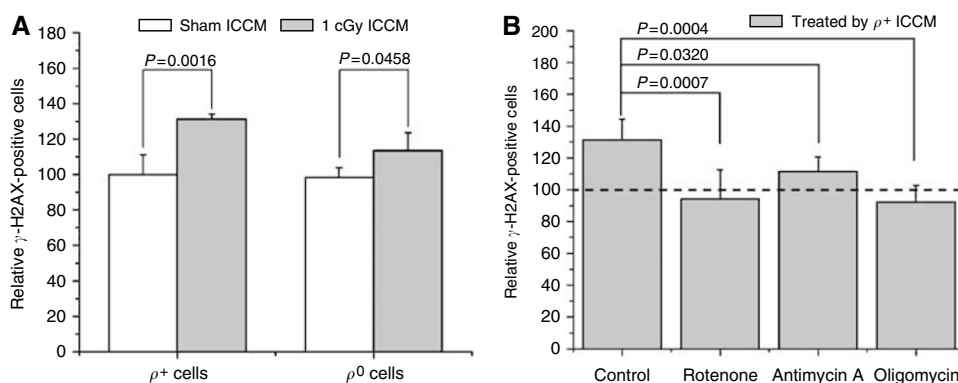 A
Sham ICCM
1 cGy ICCM
Relative γ-H2AX-positive cells
180
160
140
120
100
80
60
40
20
0
P=0.0016
P=0.0458
ρ+ cells
ρ0 cells
B
Treated by ρ+ ICCM
Relative γ-H2AX-positive cells
200
180
160
140
120
100
80
60
40
20
0
P=0.0004
P=0.0320
P=0.0007
Control
Rotenone
Antimycin A
Oligomycin